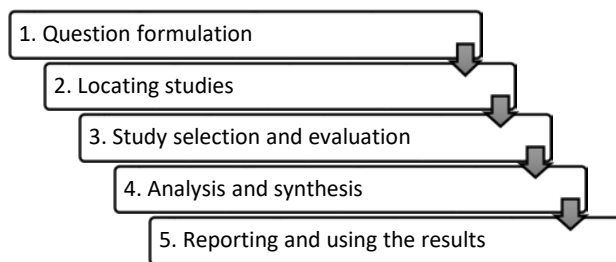 1. Question formulation
2. Locating studies
3. Study selection and evaluation
4. Analysis and synthesis
5. Reporting and using the results